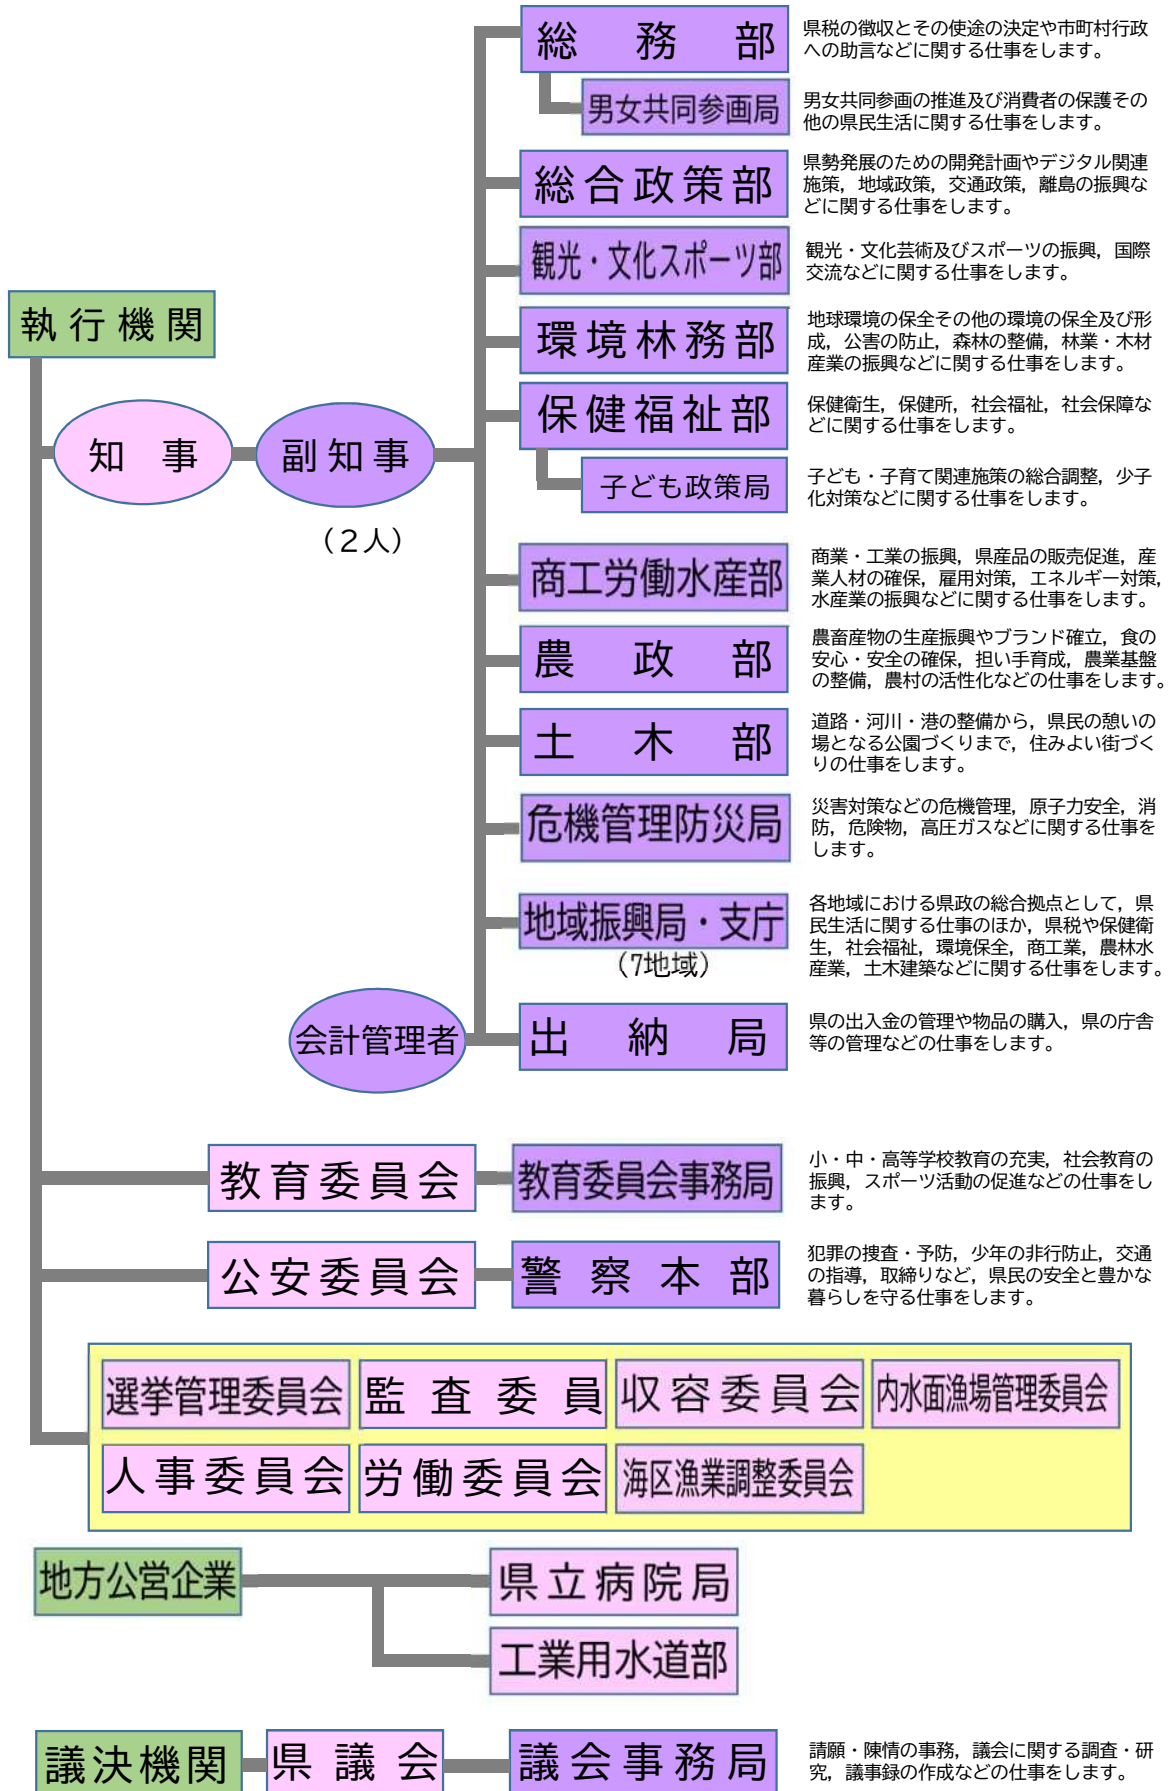 総務部
県税の徴収とその使途の決定や市町村行政
への助言などに関する仕事をします。
男女共同参画局
男女共同参画の推進及び消費者の保護その
他の県民生活に関する仕事をします。
総合政策部
県勢発展のための開発計画やデジタル関連
施策，地域政策，交通政策，離島の振興な
どに関する仕事をします。
観光・文化スポーツ部
観光・文化芸術及びスポーツの振興，国際
交流などに関する仕事をします。
執行機関
環境林務部
地球環境の保全その他の環境の保全及び形
成，公害の防止，森林の整備，林業・木材
産業の振興などに関する仕事をします。
知事
副知事
（２人）
保健福祉部
保健衛生，保健所，社会福祉，社会保障な
どに関する仕事をします。
子ども政策局
子ども・子育て関連施策の総合調整，少子
化対策などに関する仕事をします。
商工労働水産部
商業・工業の振興，県産品の販売促進，産
業人材の確保，雇用対策，エネルギー対策，
水産業の振興などに関する仕事をします。
農政部
農畜産物の生産振興やブランド確立，食の
安心・安全の確保，担い手育成，農業基盤
の整備，農村の活性化などの仕事をします。
土木部
道路・河川・港の整備から，県民の憩いの
場となる公園づくりまで，住みよい街づく
りの仕事をします。
危機管理防災局
災害対策などの危機管理，原子力安全，消
防，危険物，高圧ガスなどに関する仕事を
します。
地域振興局・支庁
（7地域）
各地域における県政の総合拠点として，県
民生活に関する仕事のほか，県税や保健衛
生，社会福祉，環境保全，商工業，農林水
産業，土木建築などに関する仕事をします。
会計管理者
出納局
県の出入金の管理や物品の購入，県の庁舎
等の管理などの仕事をします。
教育委員会
教育委員会事務局
小・中・高等学校教育の充実，社会教育の
振興，スポーツ活動の促進などの仕事をし
ます。
公安委員会
警察本部
犯罪の捜査・予防，少年の非行防止，交通
の指導，取締りなど，県民の安全と豊かな
暮らしを守る仕事をします。
選挙管理委員会
監査委員
収容委員会
内水面漁場管理委員会
人事委員会
労働委員会
海区漁業調整委員会
地方公営企業
県立病院局
工業用水道部
議決機関
県議会
議会事務局
請願・陳情の事務，議会に関する調査・研
究，議事録の作成などの仕事をします。